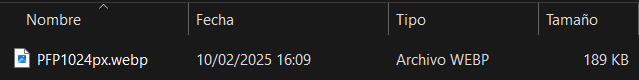 Nombre Fecha Tipo Tamaño
PFP1024px.webp 10/02/2025 16:09 Archivo WEBP 189 KB